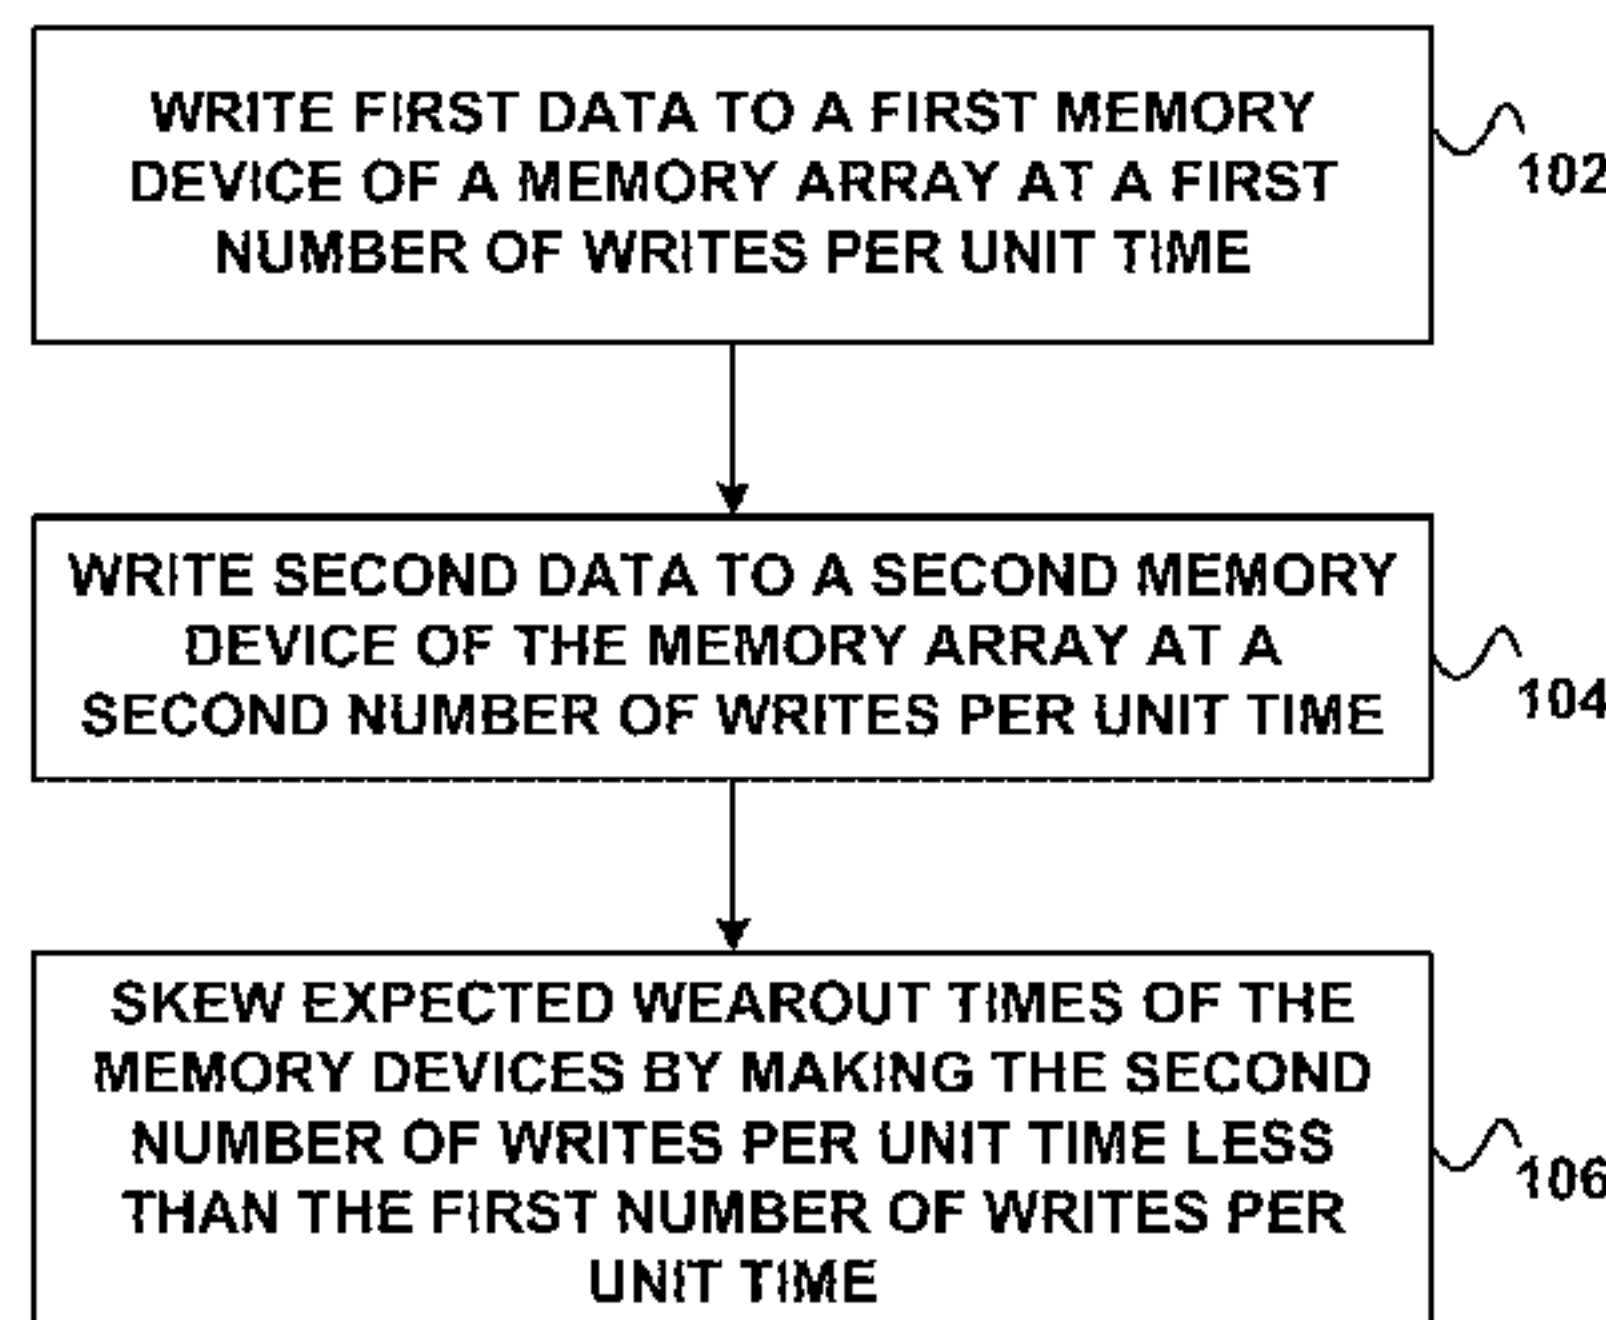 WRITE FIRST DATA TO A FIRST MEMORY
DEVICE OF A MEMORY ARRAY AT A FIRST
NUMBER OF WRITES PER UNIT TIME
102
WRITE SECOND DATA TO A SECOND MEMORY
DEVICE OF THE MEMORY ARRAY AT A
SECOND NUMBER OF WRITES PER UNIT TIME
104
SKEW EXPECTED WEAROUT TIMES OF THE
MEMORY DEVICES BY MAKING THE SECOND
NUMBER OF WRITES PER UNIT TIME LESS
THAN THE FIRST NUMBER OF WRITES PER
UNIT TIME
106